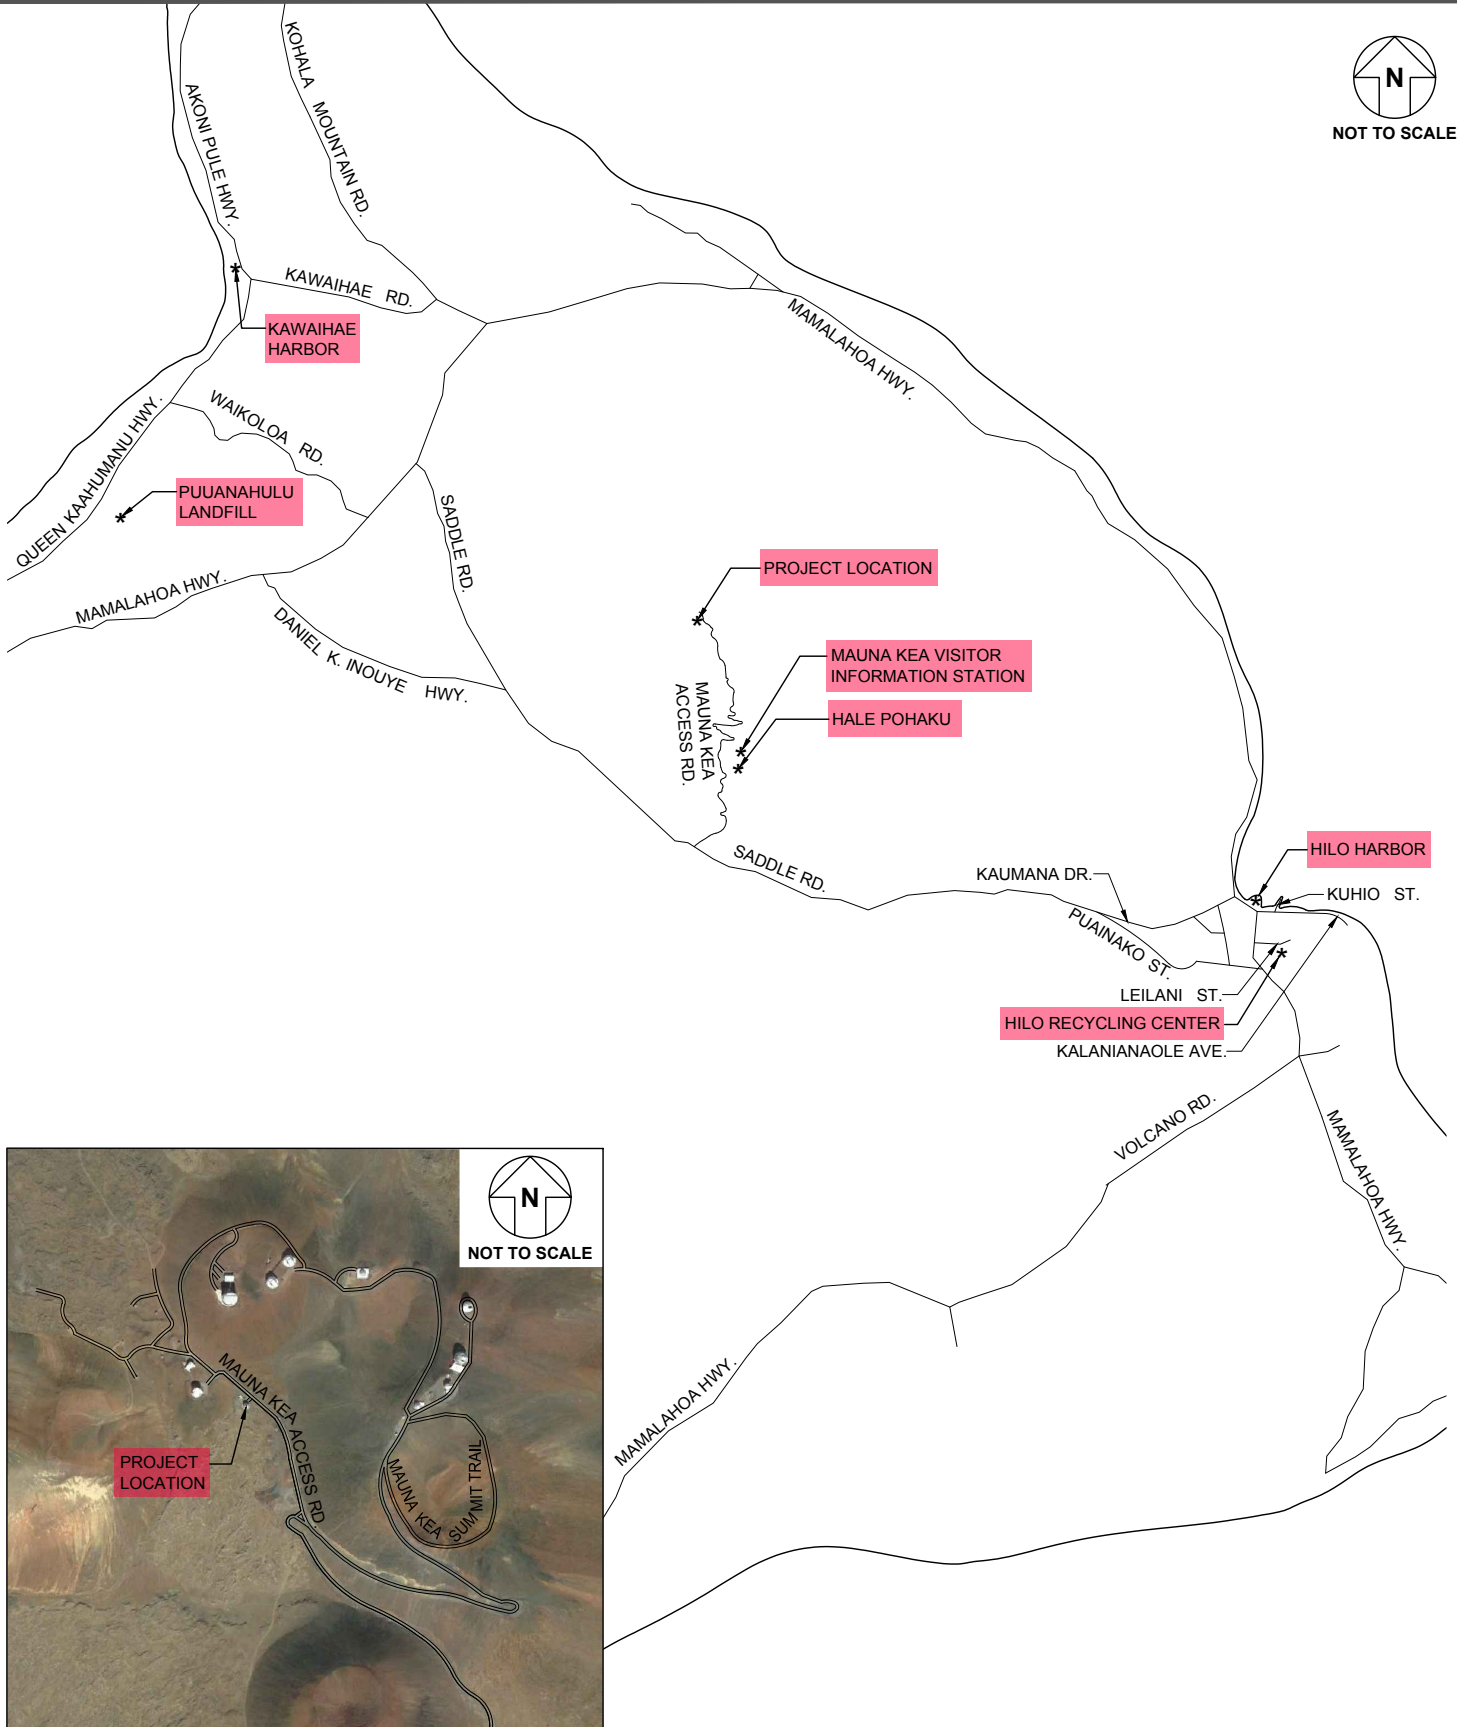 N
NOT TO SCALE
AKONI PULE HWY.
KOHALA MOUNTAIN RD.
KAWAIHAE RD.
KAWAIHAE
HARBOR
MAMALAHOA HWY.
WAIKOLOA RD.
QUEEN KAAHUMANU HWY.
PUUANAHULU
LANDFILL
SADDLE RD.
MAMALAHOA HWY.
DANIEL K. INOUYE HWY.
PROJECT LOCATION
MAUNA KEA VISITOR
INFORMATION STATION
HALE POHAKU
MAUNA KEA
ACCESS RD.
SADDLE RD.
KAUMANA DR.
HILO HARBOR
KUHIO ST.
PUAINAKO ST.
LEILANI ST.
HILO RECYCLING CENTER
KALANIANAOLE AVE.
VOLCANO RD.
MAMALAHOA HWY.
MAMALAHOA HWY.
N
NOT TO SCALE
MAUNA KEA ACCESS RD.
PROJECT
LOCATION
MAUNA KEA SUMMIT TRAIL